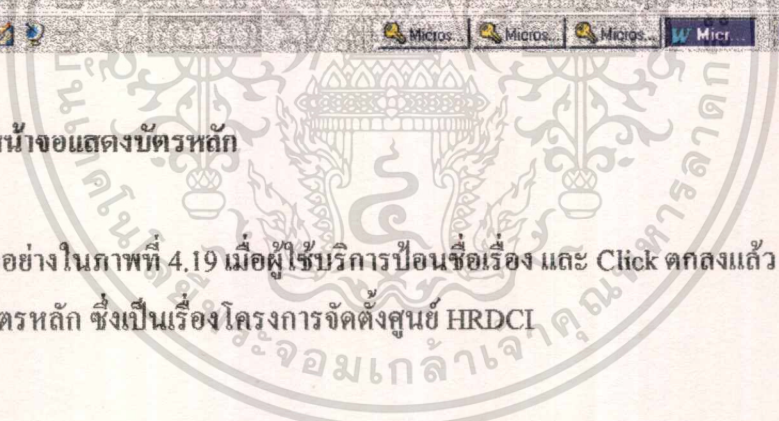 Micros... Micros... Micros... W Micr...
หน้าจอแสดงบัตรหลัก
อย่างในภาพที่ 4.19 เมื่อผู้ใช้บริการป้อนชื่อเรื่อง และ Click ตกลงแล้ว
ตรหลัก ซึ่งเป็นเรื่องโครงการจัดตั้งศูนย์ HRDCI